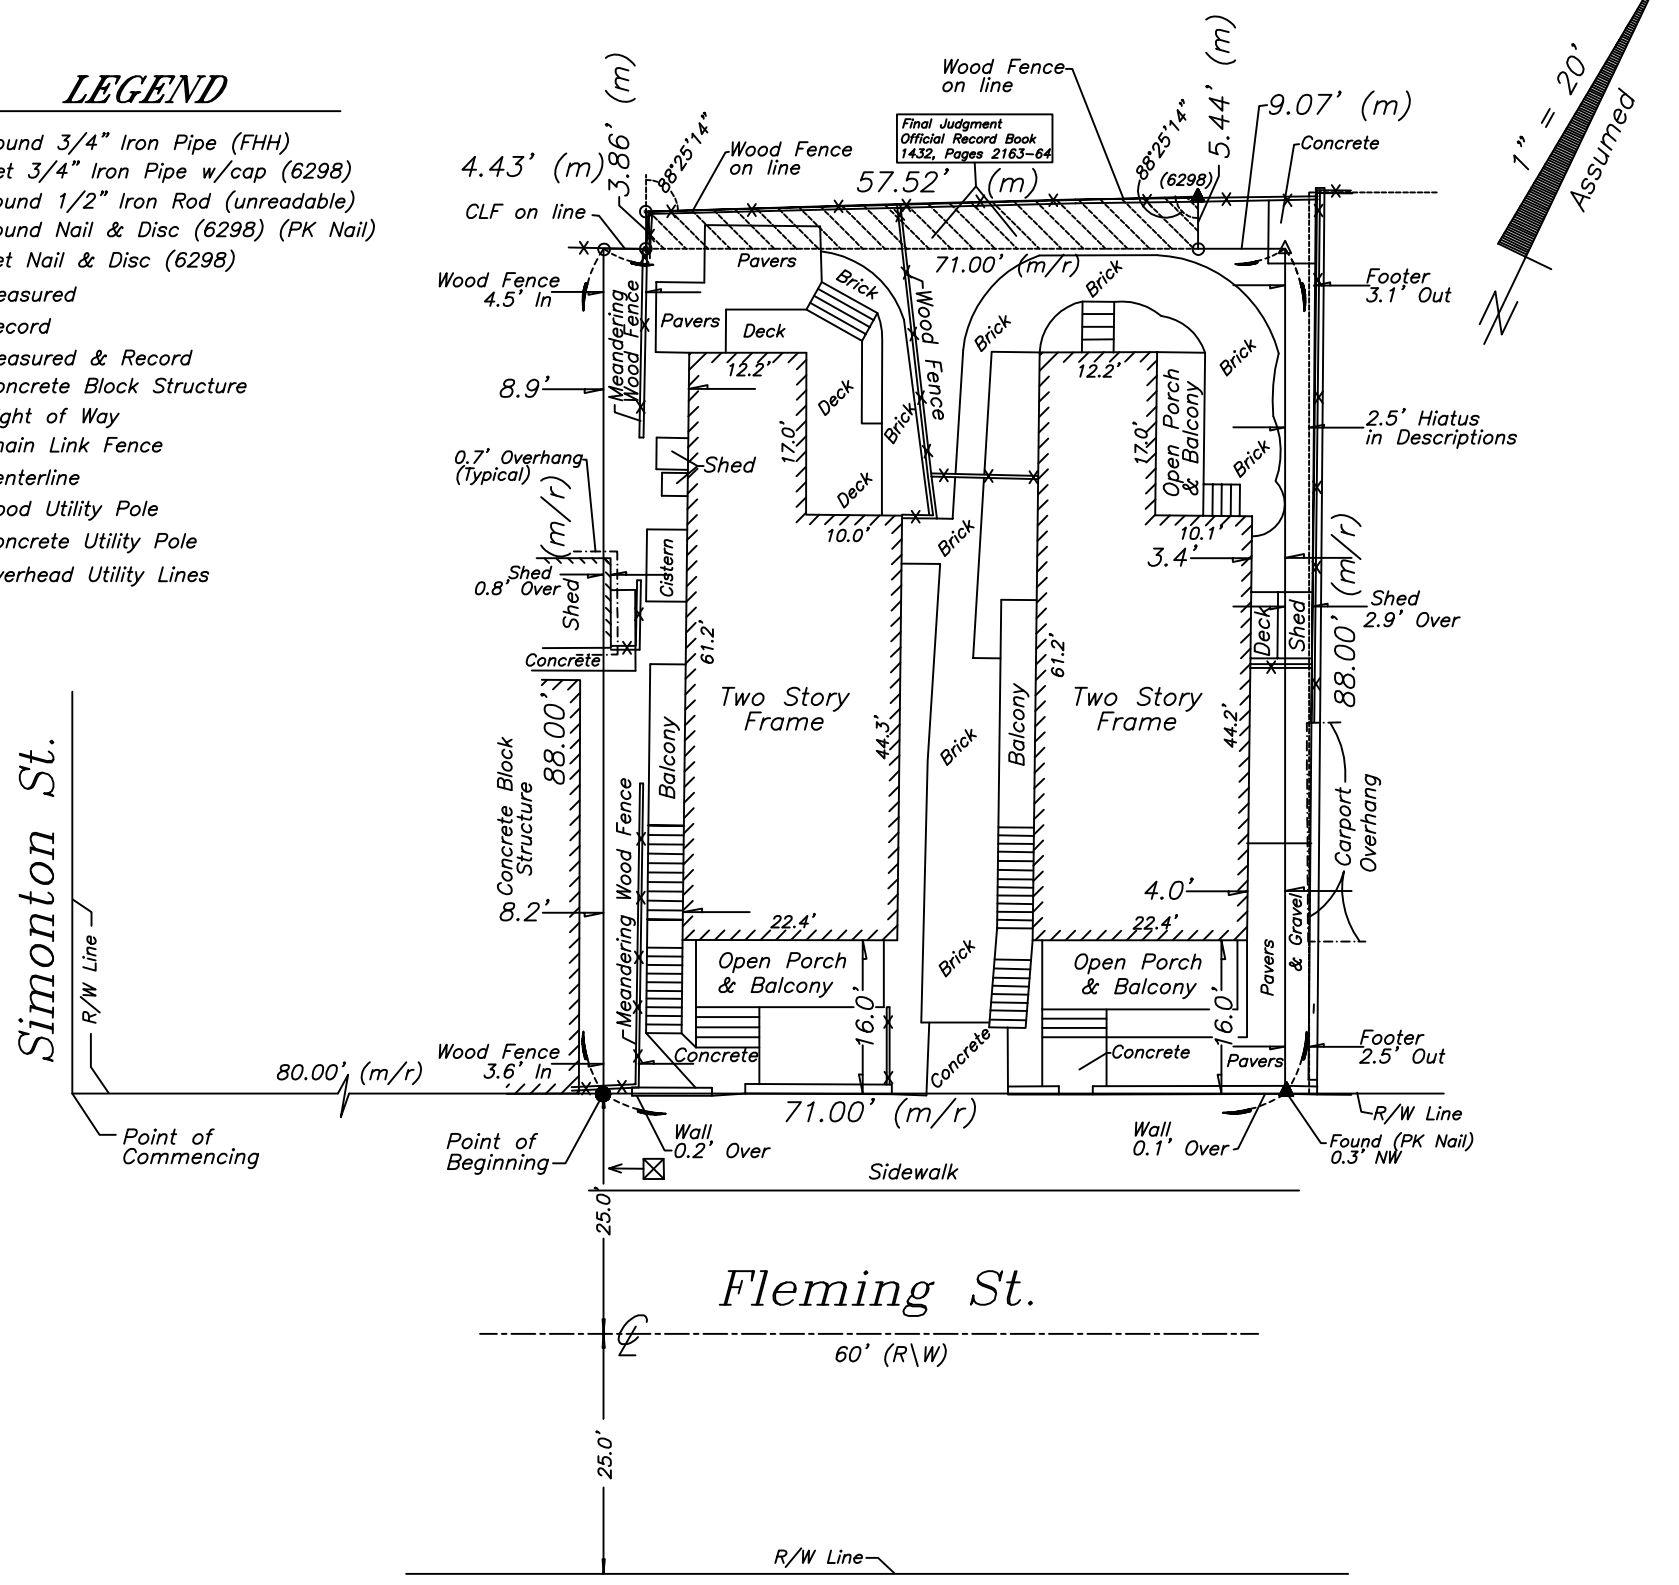 LEGEND
ound 3/4" Iron Pipe (FHH)
et 3/4" Iron Pipe w/cap (6298)
ound 1/2" Iron Rod (unreadable)
ound Nail & Disc (6298) (PK Nail)
et Nail & Disc (6298)
easured
ecord
easured & Record
oncrete Block Structure
ight of Way
hain Link Fence
enterline
ood Utility Pole
oncrete Utility Pole
verhead Utility Lines
1" = 20'
Assumed
N
4.43' (m)
3.86' (m)
88°25'14"
Wood Fence
on line
Final Judgment
Official Record Book
1432, Pages 2163-64
57.52' (m)
Wood Fence
on line
88°25'14"
(6298)
5.44' (m)
9.07' (m)
Concrete
CLF on line
71.00' (m/r)
Wood Fence
4.5' In
Meandering
Wood Fence
Pavers
Pavers
Deck
Brick
Wood Fence
Brick
Brick
Brick
Footer
3.1' Out
8.9'
12.2'
17.0'
Deck
Brick
Deck
10.0'
12.2'
17.0'
Open Porch
& Balcony
Brick
10.1'
2.5' Hiatus
in Descriptions
0.7' Overhang
(Typical)
Shed
88.00' (m/r)
Shed
0.8' Over
Shed
Concrete
Cistern
61.2'
Brick
3.4'
Deck
Shed
Shed
2.9' Over
88.00' (m/r)
61.2'
Two Story
Frame
44.3'
Balcony
Brick
Balcony
Two Story
Frame
44.2'
Concrete Block
Structure
Meandering Wood Fence
Carport
Overhang
8.2'
22.4'
22.4'
4.0'
Open Porch
& Balcony
Brick
Open Porch
& Balcony
Pavers
& Gravel
16.0'
16.0'
Simonton St.
R/W Line
Wood Fence
3.6' In
Concrete
Concrete
Concrete
Pavers
Footer
2.5' Out
80.00' (m/r)
71.00' (m/r)
R/W Line
Point of
Commencing
Point of
Beginning
Wall
0.2' Over
Wall
0.1' Over
Found (PK Nail)
0.3' NW
Sidewalk
25.0'
Fleming St.
CL
60' (R\W)
25.0'
R/W Line